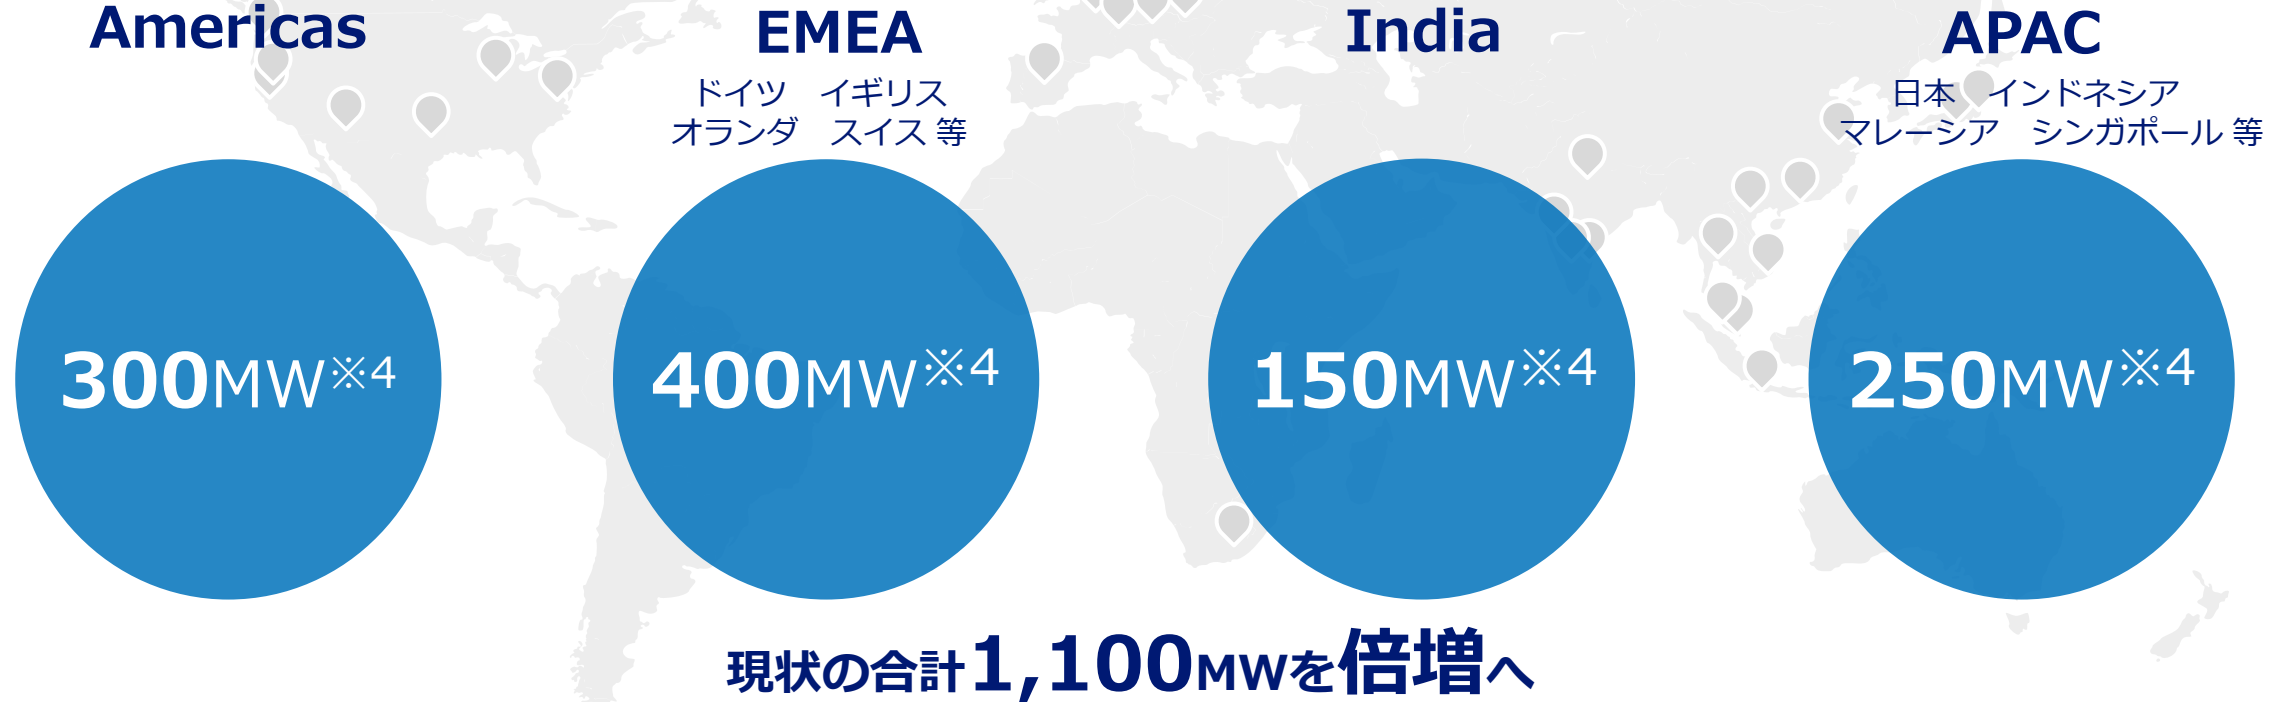 Americas
EMEA
ドイツ　イギリス
オランダ　スイス 等
India
APAC
日本　インドネシア
マレーシア　シンガポール 等
300MW※4
400MW※4
150MW※4
250MW※4
現状の合計1,100MWを倍増へ